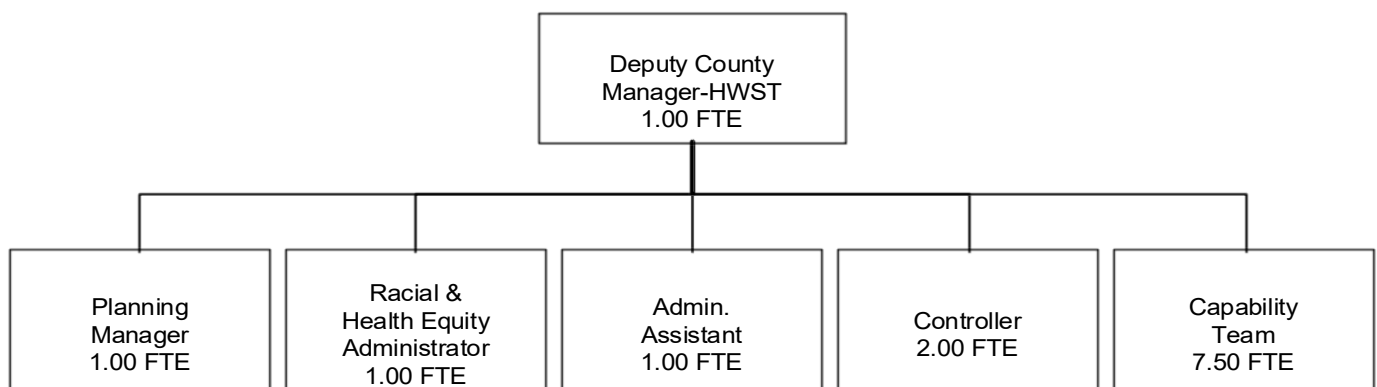 Deputy County
Manager-HWST
1.00 FTE
Planning
Manager
1.00 FTE
Racial &
Health Equity
Administrator
1.00 FTE
Admin.
Assistant
1.00 FTE
Controller
2.00 FTE
Capability
Team
7.50 FTE